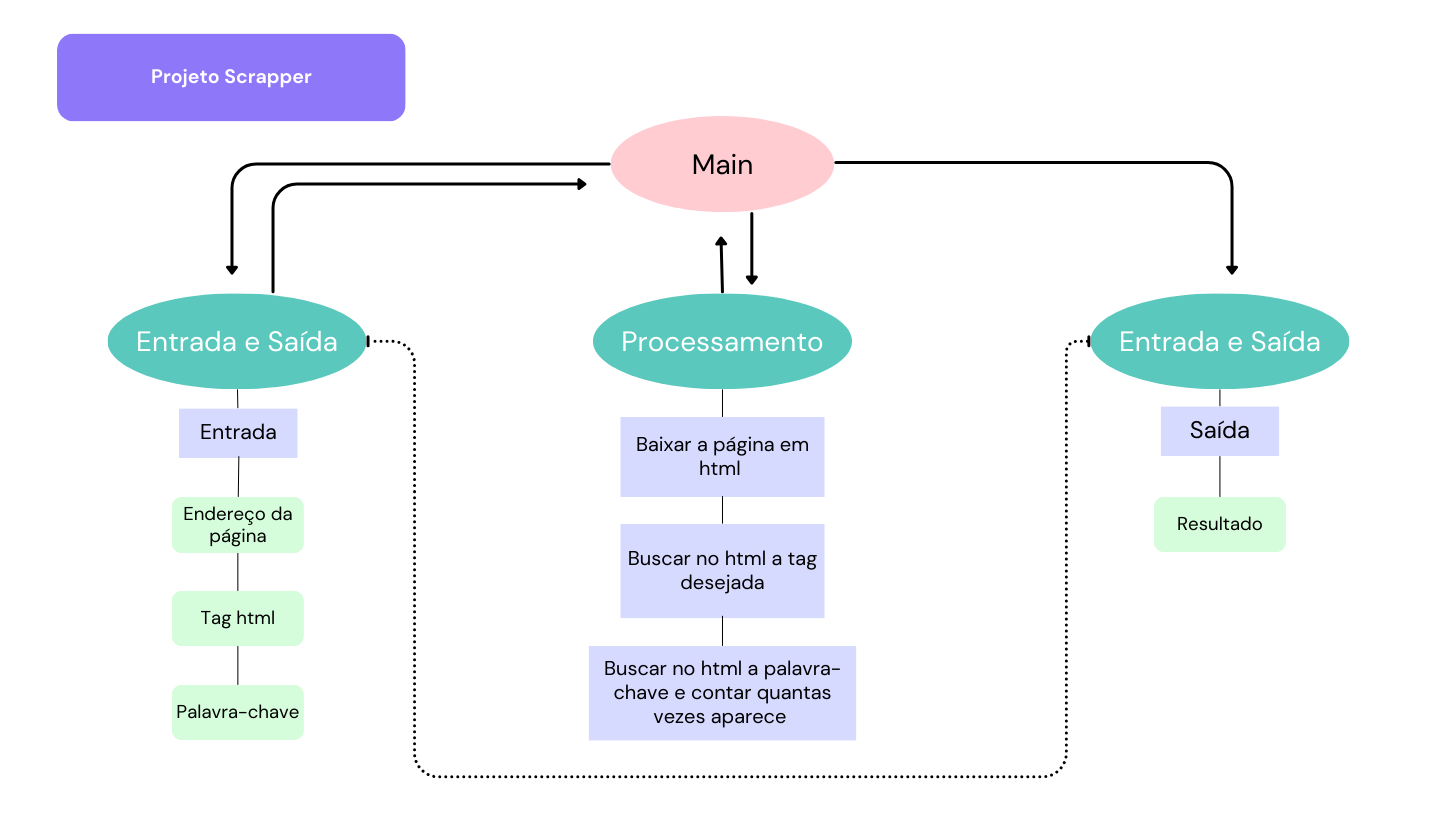 Projeto Scrapper
Main
Entrada e Saída
Processamento
Entrada e Saída
Entrada
Endereço da
página
Tag html
Palavra-chave
Baixar a página em
html
Buscar no html a tag
desejada
Buscar no html a palavra-
chave e contar quantas
vezes aparece
Saída
Resultado